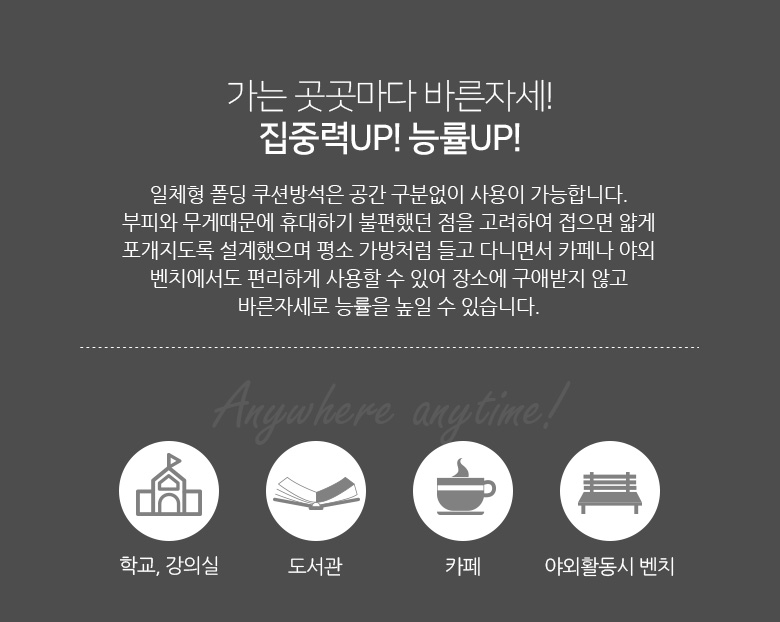 가는 곳곳마다 바른자세!
집중력UP! 능률UP!
일체형 폴딩 쿠션방석은 공간 구분없이 사용이 가능합니다.
부피와 무게때문에 휴대하기 불편했던 점을 고려하여 접으면 얇게
포개지도록 설계했으며 평소 가방처럼 들고 다니면서 카페나 야외
벤치에서도 편리하게 사용할 수 있어 장소에 구애받지 않고
바른자세로 능률을 높일 수 있습니다.
Anywhere anytime!
학교, 강의실
도서관
카페
야외활동시 벤치